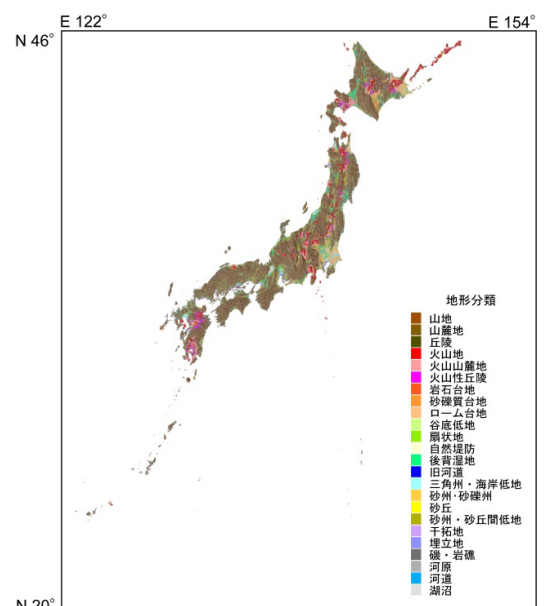 E 122°
E 154°
N 46°
地形分類
山地
山麓地
丘陵
火山地
火山山麓地
火山性丘陵
岩石台地
砂礫質台地
ローム台地
谷底低地
扇状地
自然堤防
後背湿地
旧河道
三角州・海岸低地
砂州・砂礫州
砂丘
砂州・砂丘間低地
干拓地
埋立地
磯・岩礁
河原
河道
湖沼
N 20°